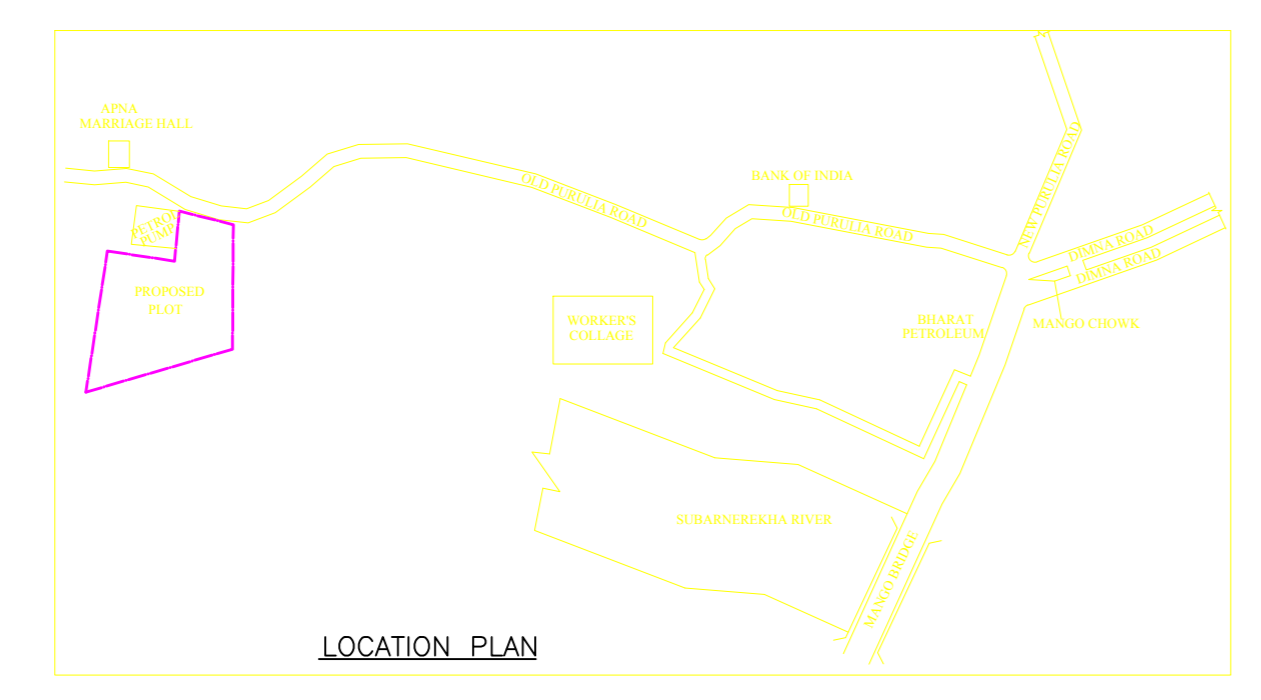 APNA
MARRIAGE HALL
PETROL
PUMP
PROPOSED
PLOT
OLD PURULIA ROAD
BANK OF INDIA
OLD PURULIA ROAD
NEW PURULIA ROAD
DIMNA ROAD
DIMNA ROAD
MANGO CHOWK
BHARAT
PETROLEUM
WORKER'S
COLLAGE
SUBARNEREKHA RIVER
MANGO BRIDGE
LOCATION PLAN